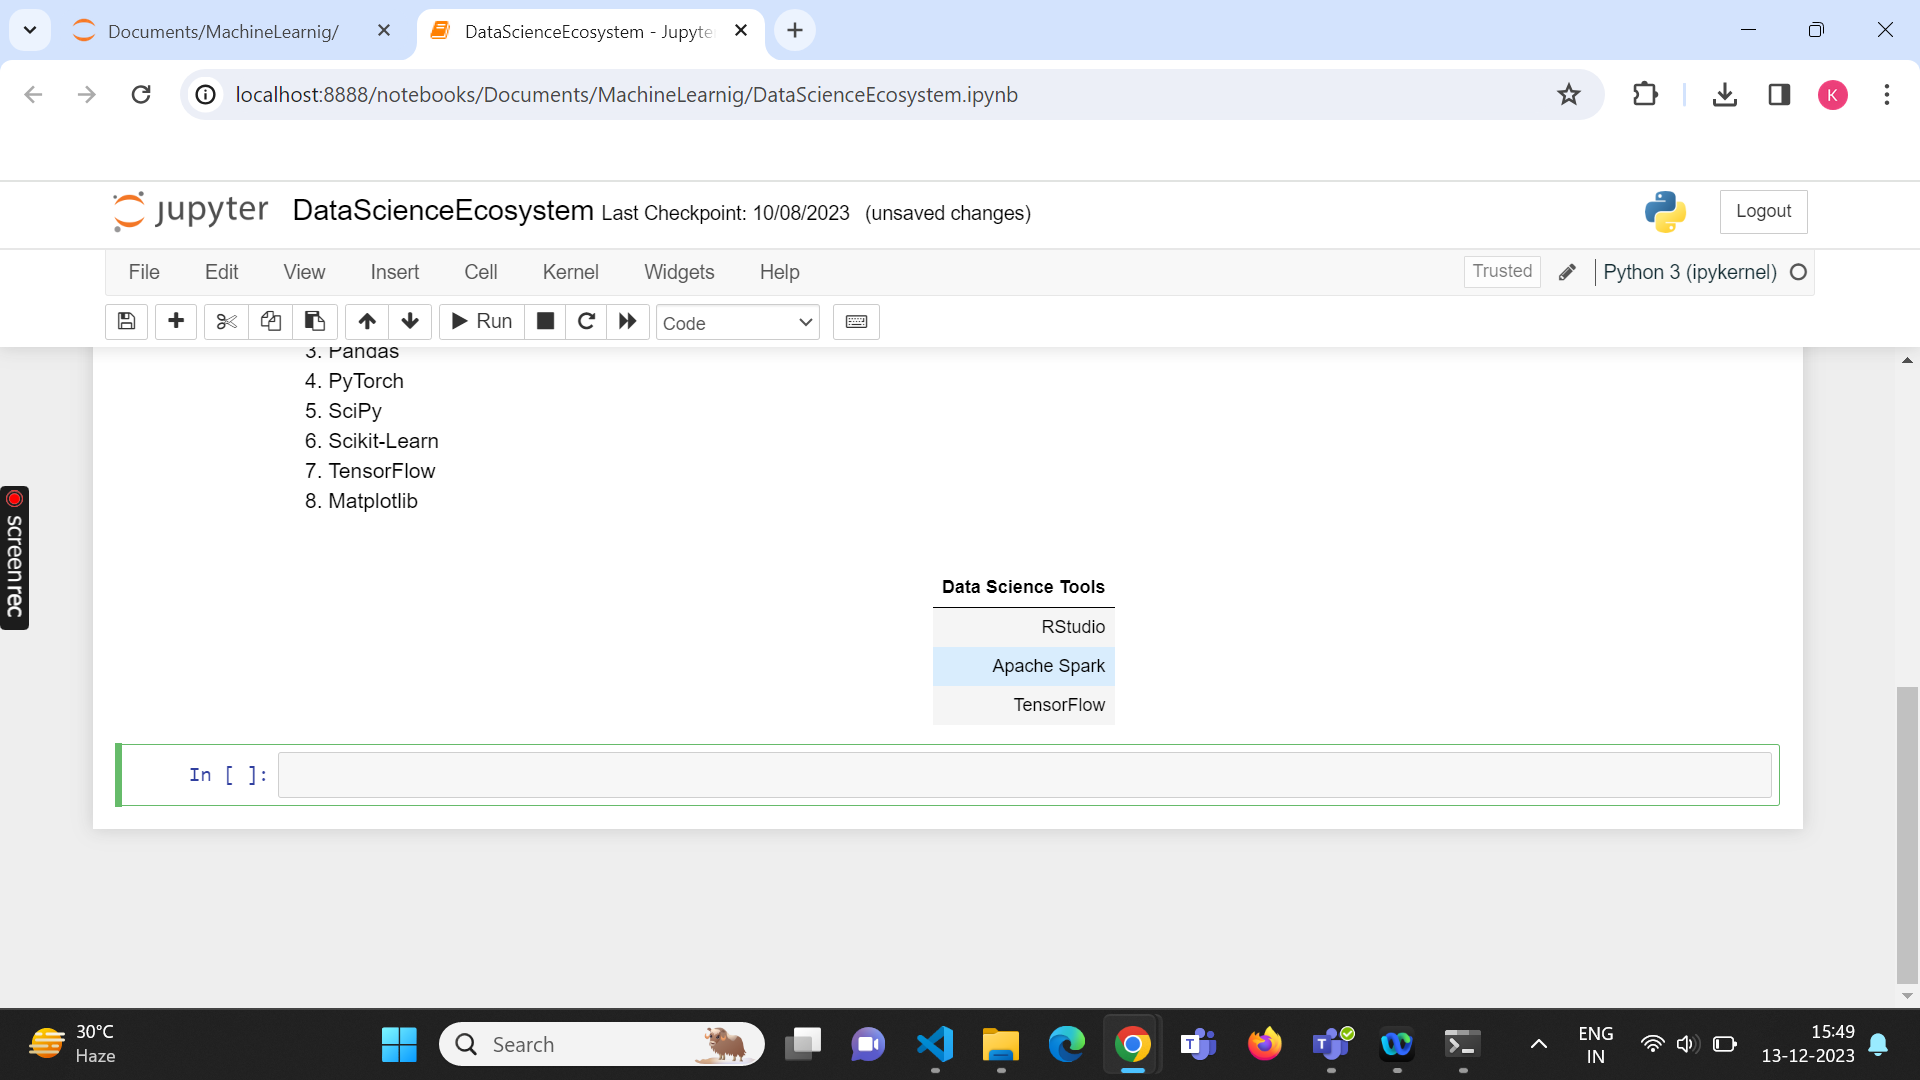 Documents/MachineLearnig/
DataScienceEcosystem - Jupyte
localhost:8888/notebooks/Documents/MachineLearnig/DataScienceEcosystem.ipynb
K
jupyter DataScienceEcosystem Last Checkpoint: 10/08/2023 (unsaved changes)
Logout
File Edit View Insert Cell Kernel Widgets Help
Trusted
Python 3 (ipykernel)
Run
Code
3. Pandas
4. PyTorch
5. SciPy
6. Scikit-Learn
7. TensorFlow
8. Matplotlib
screenrec
Data Science Tools
RStudio
Apache Spark
TensorFlow
In [ ]:
30°C
Haze
Search
T
T
ENG
IN
15:49
13-12-2023